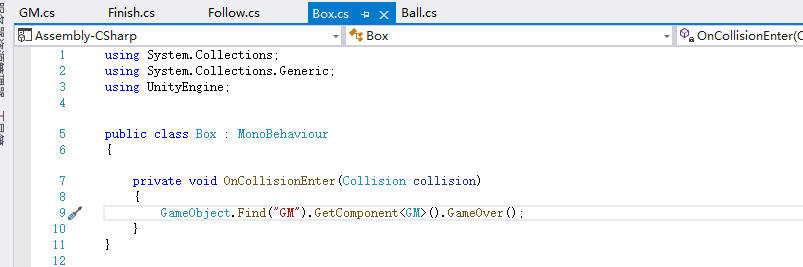 GM.cs Finish.cs Follow.cs Box.cs Ball.cs
Assembly-CSharp Box OnCollisionEnter(C
1 using System.Collections;
2 using System.Collections.Generic;
3 using UnityEngine;
4
5 public class Box : MonoBehaviour
6 {
7 private void OnCollisionEnter(Collision collision)
8 {
9 GameObject.Find("GM").GetComponent<GM>().GameOver();
10 }
11 }
12